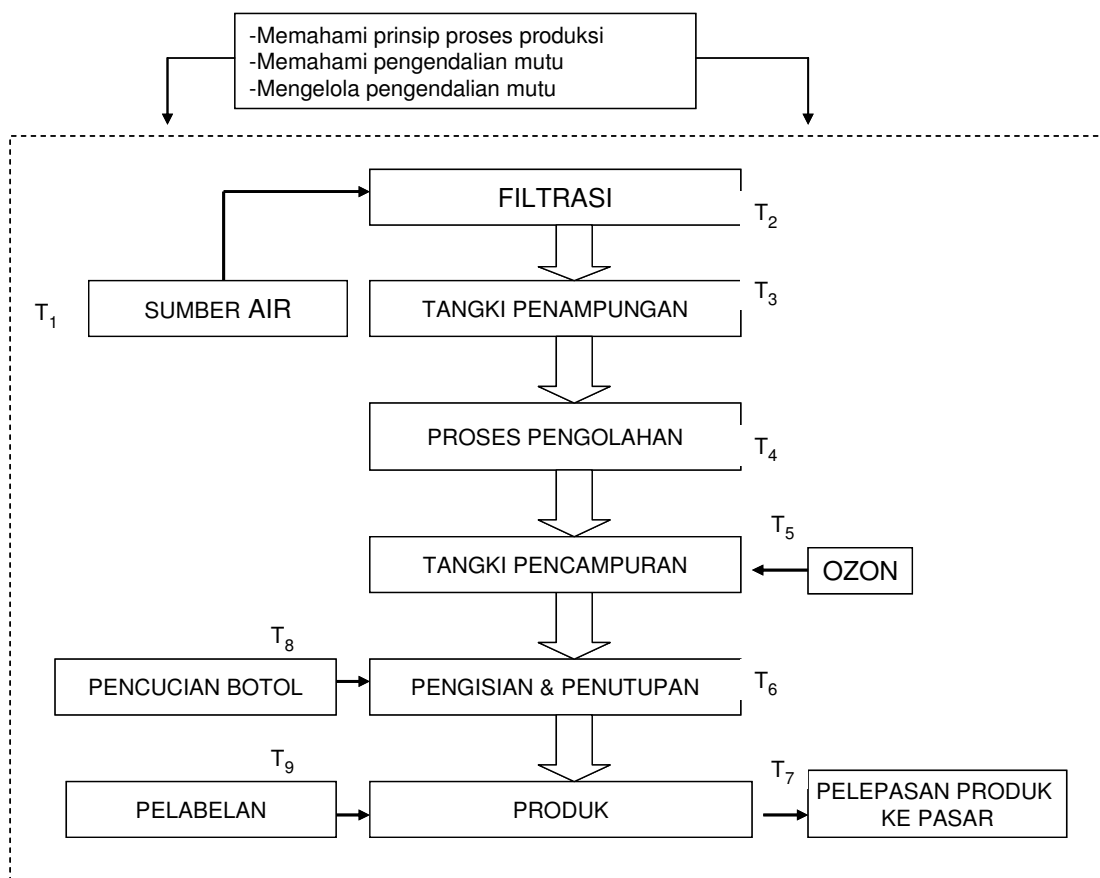 -Memahami prinsip proses produksi
-Memahami pengendalian mutu
-Mengelola pengendalian mutu
FILTRASI
T2
T1
SUMBER AIR
TANGKI PENAMPUNGAN
T3
PROSES PENGOLAHAN
T4
TANGKI PENCAMPURAN
T5
OZON
T8
PENCUCIAN BOTOL
PENGISIAN & PENUTUPAN
T6
T9
PELABELAN
PRODUK
T7
PELEPASAN PRODUK
KE PASAR